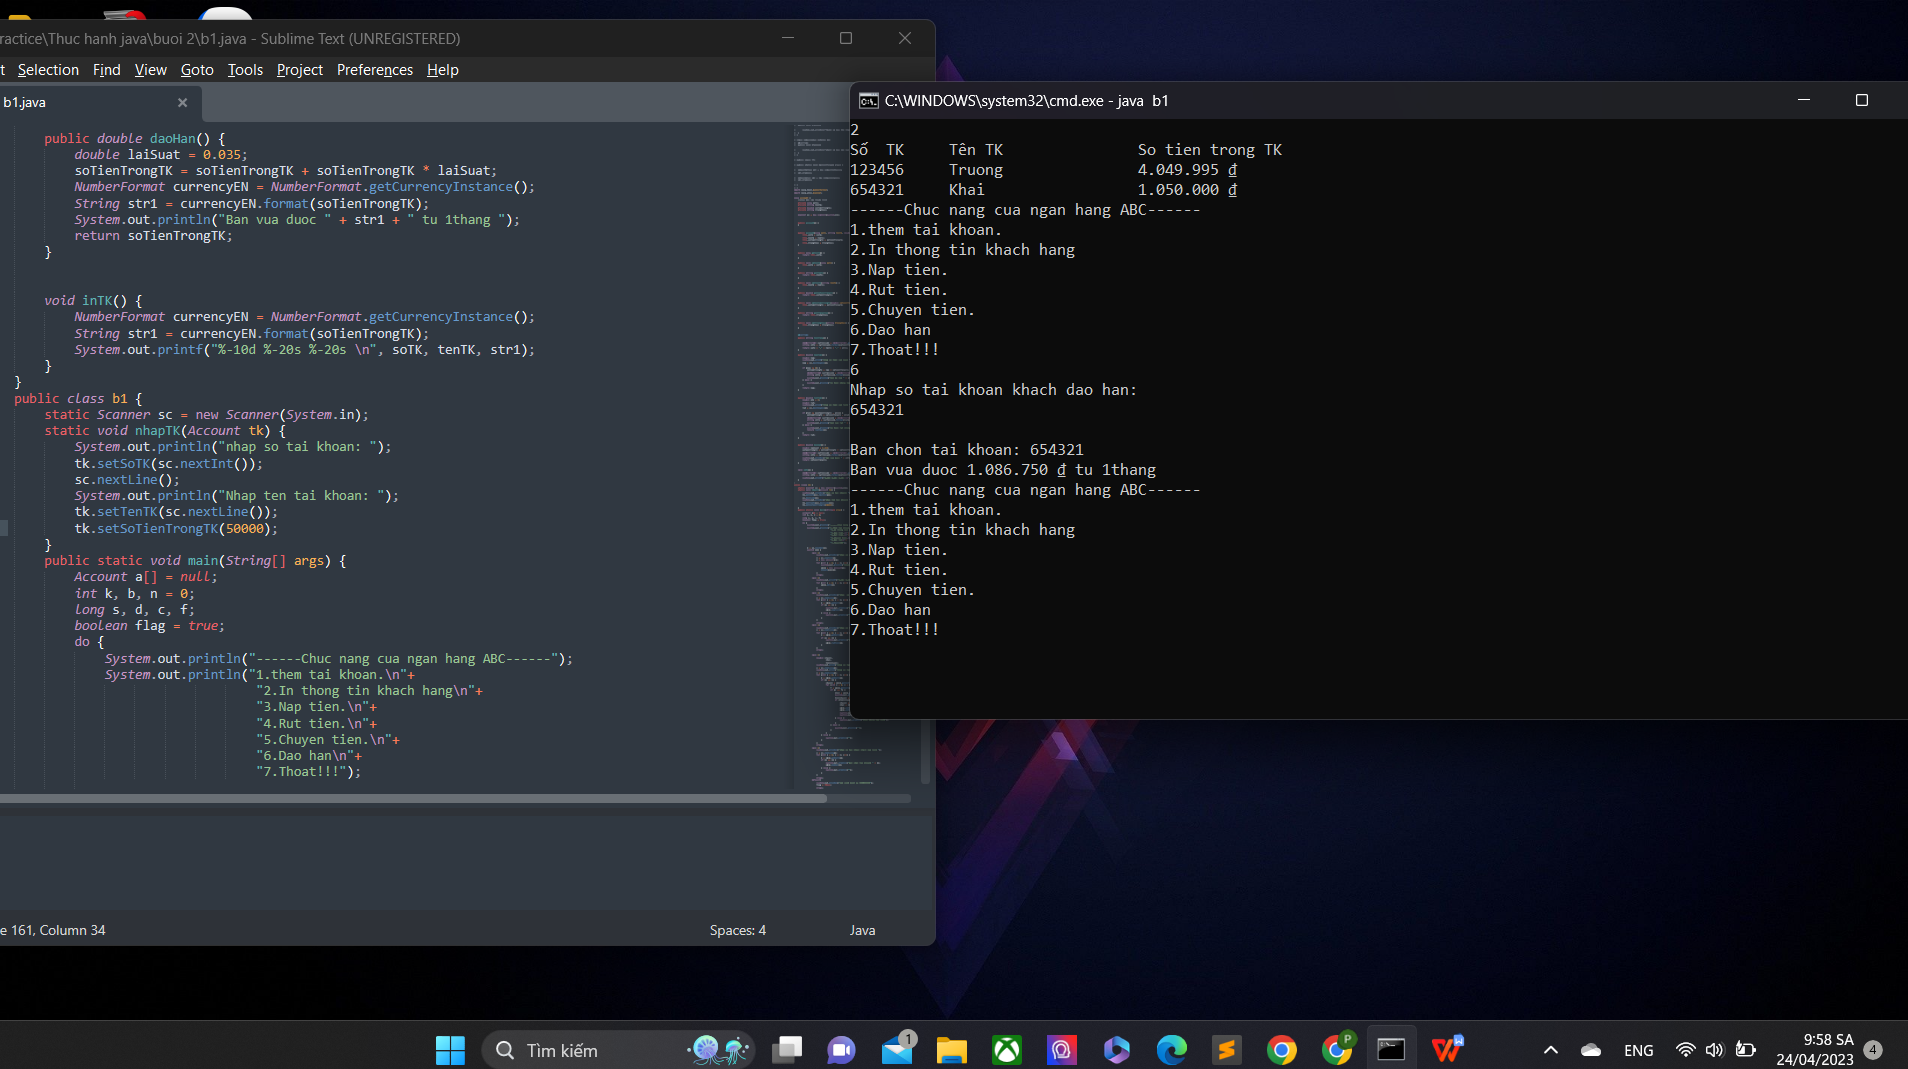 ractice\Thuc hanh java\buoi 2\b1.java - Sublime Text (UNREGISTERED)
t Selection Find View Goto Tools Project Preferences Help
b1.java
public double daoHan() {
double laiSuat = 0.035;
soTienTrongTK = soTienTrongTK + soTienTrongTK * laiSuat;
NumberFormat currencyEN = NumberFormat.getCurrencyInstance();
String str1 = currencyEN.format(soTienTrongTK);
System.out.println("Ban vua duoc " + str1 + " tu 1thang ");
return soTienTrongTK;
}
void inTK() {
NumberFormat currencyEN = NumberFormat.getCurrencyInstance();
String str1 = currencyEN.format(soTienTrongTK);
System.out.printf("%-10d %-20s %-20s \n", soTK, tenTK, str1);
}
}
public class b1 {
static Scanner sc = new Scanner(System.in);
static void nhapTK(Account tk) {
System.out.println("nhap so tai khoan: ");
tk.setSoTK(sc.nextInt());
sc.nextLine();
System.out.println("Nhap ten tai khoan: ");
tk.setTenTK(sc.nextLine());
tk.setSoTienTrongTK(50000);
}
public static void main(String[] args) {
Account a[] = null;
int k, b, n = 0;
long s, d, c, f;
boolean flag = true;
do {
System.out.println("------Chuc nang cua ngan hang ABC------");
System.out.println("1.them tai khoan.\n"+
"2.In thong tin khach hang\n"+
"3.Nap tien.\n"+
"4.Rut tien.\n"+
"5.Chuyen tien.\n"+
"6.Dao han\n"+
"7.Thoat!!!");
e 161, Column 34
Spaces: 4
Java
C:\WINDOWS\system32\cmd.exe - java b1
2
Số TK Tên TK So tien trong TK
123456 Truong 4.049.995 ₫
654321 Khai 1.050.000 ₫
------Chuc nang cua ngan hang ABC------
1.them tai khoan.
2.In thong tin khach hang
3.Nap tien.
4.Rut tien.
5.Chuyen tien.
6.Dao han
7.Thoat!!!
6
Nhap so tai khoan khach dao han:
654321
Ban chon tai khoan: 654321
Ban vua duoc 1.086.750 ₫ tu 1thang
------Chuc nang cua ngan hang ABC------
1.them tai khoan.
2.In thong tin khach hang
3.Nap tien.
4.Rut tien.
5.Chuyen tien.
6.Dao han
7.Thoat!!!
Tìm kiếm
1
P
ENG
9:58 SA
24/04/2023
4